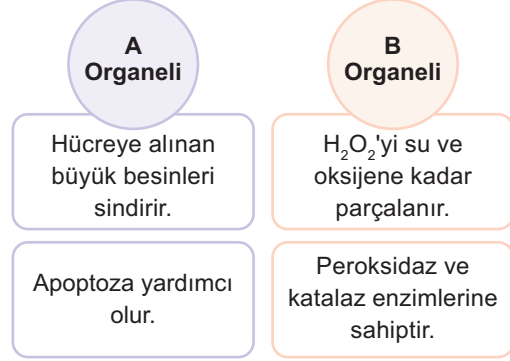 A
Organeli
Hücreye alınan
büyük besinleri
sindirir.
Apoptoza yardımcı
olur.
B
Organeli
H₂O₂'yi su ve
oksijene kadar
parçalanır.
Peroksidaz ve
katalaz enzimlerine
sahiptir.